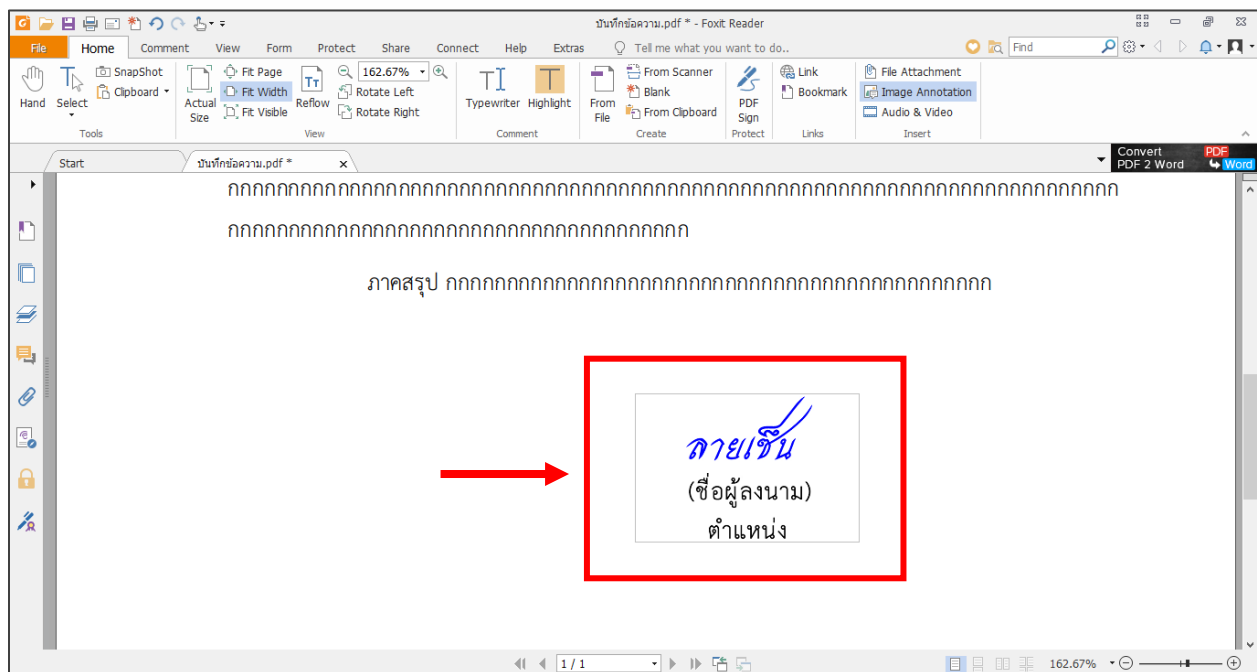 บันทึกข้อความ.pdf * - Foxit Reader
File Home Comment View Form Protect Share Connect Help Extras Tell me what you want to do.. Find
Hand
Select
SnapShot
Clipboard
Tools
Actual Size
Fit Page
Fit Width
Fit Visible
Reflow
162.67%
Rotate Left
Rotate Right
View
Typewriter
Highlight
Comment
From File
From Scanner
Blank
From Clipboard
Create
PDF Sign
Protect
Link
Bookmark
Links
File Attachment
Image Annotation
Audio & Video
Insert
Start
บันทึกข้อความ.pdf * x
Convert PDF
PDF 2 Word Word
กกกกกกกกกกกกกกกกกกกกกกกกกกกกกกกกกกกกกกกกกกกกกกกกกกกกกกกกกกกกกกกกกกกกกกกกกก
กกกกกกกกกกกกกกกกกกกกกกกกกกกกกกกกกกกกกก
ภาคสรุป กกกกกกกกกกกกกกกกกกกกกกกกกกกกกกกกกกกกกกกกกกกกก
ลายเซ็น
(ชื่อผู้ลงนาม)
ตำแหน่ง
1 / 1
162.67%